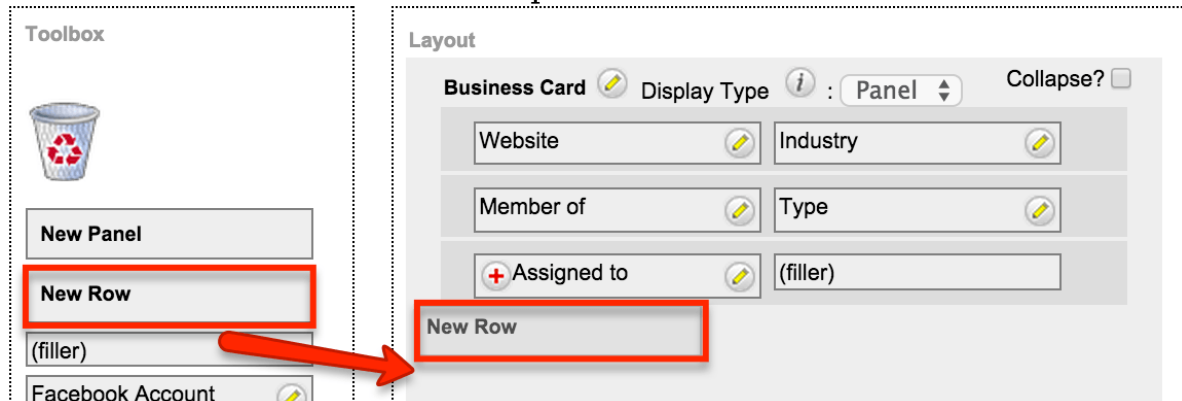 Toolbox
New Panel
New Row
(filler)
Facebook Account
Layout
Business Card Display Type i : Panel Collapse?
Website Industry
Member of Type
Assigned to (filler)
New Row